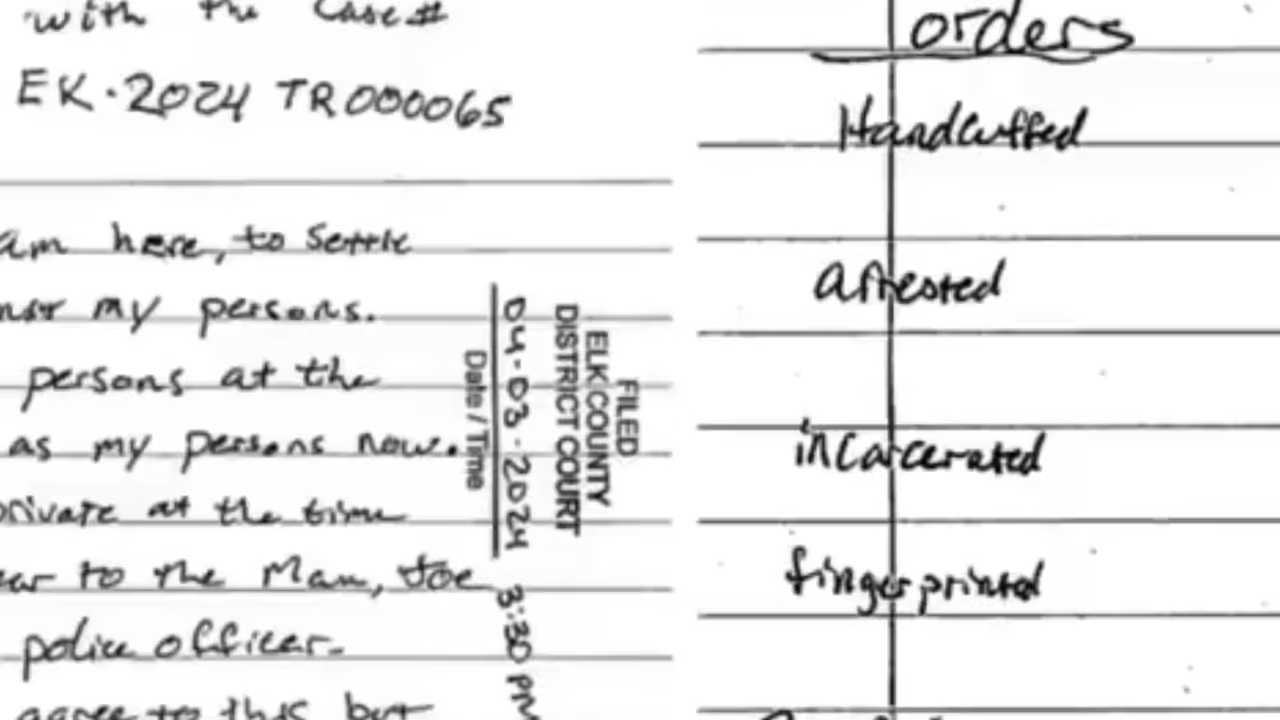 with the Case#
EK-2024 TR000065
am here, to settle
my persons.
persons at the
as my persons now.
private at the time
to the Man, Joe
police officer.
agree to this but
FILED
ELK COUNTY
DISTRICT COURT
04-03-2024 3:30 PM
Date / Time
orders
Handcuffed
arrested
incarcerated
fingerprinted